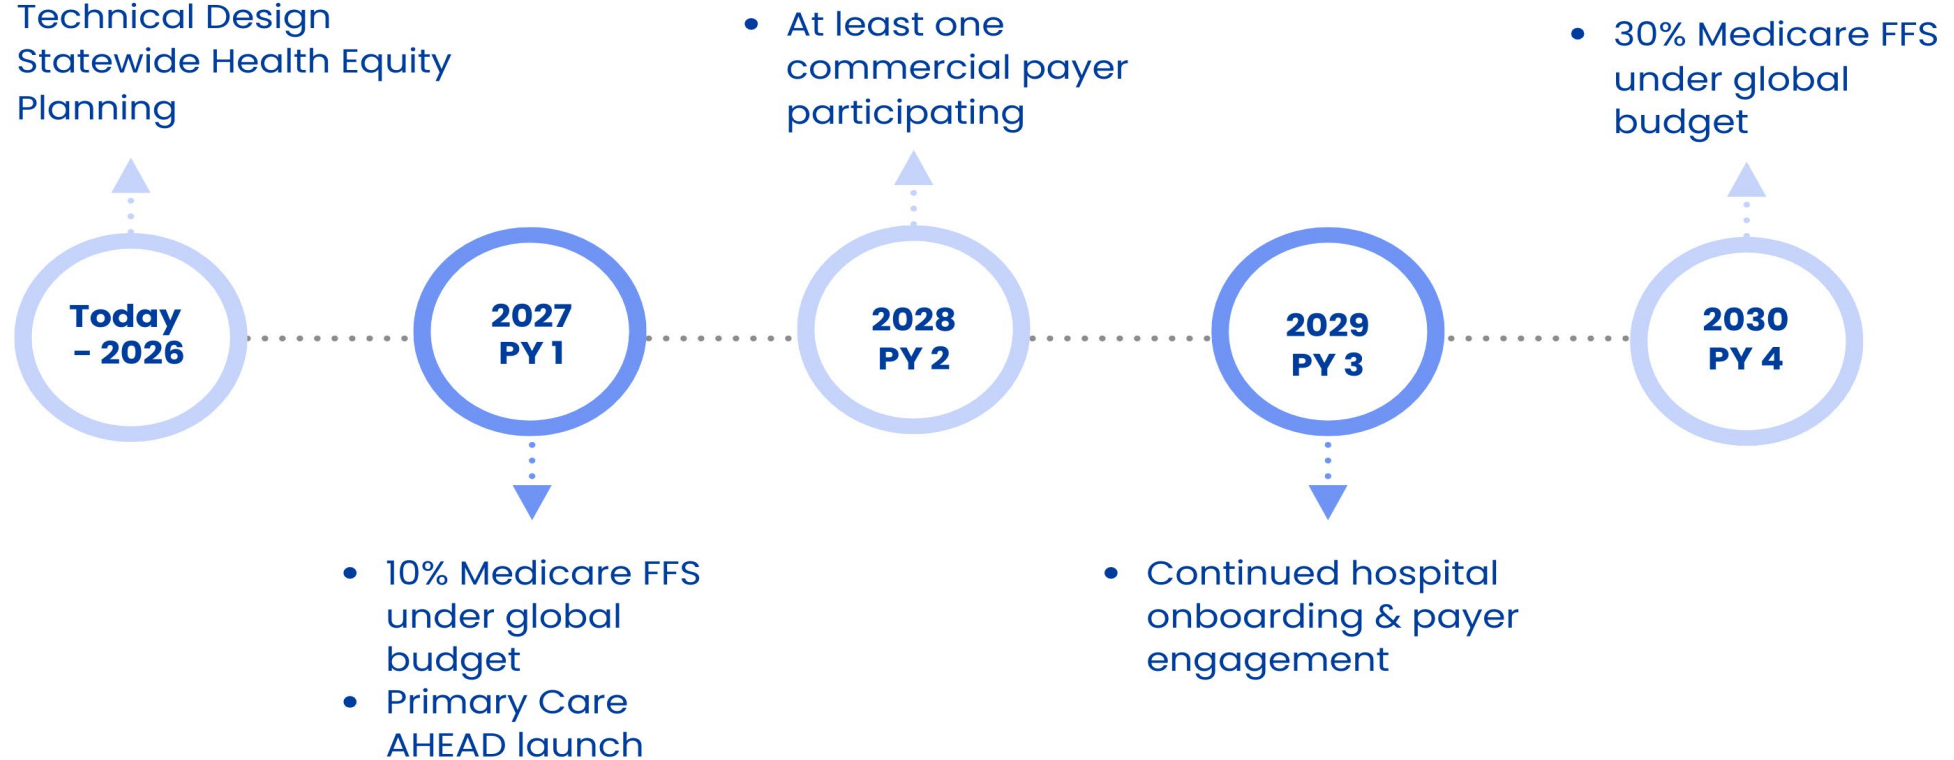 Technical Design
Statewide Health Equity
Planning
• At least one
commercial payer
participating
• 30% Medicare FFS
under global
budget
Today
- 2026
2027
PY 1
2028
PY 2
2029
PY 3
2030
PY 4
• 10% Medicare FFS
under global
budget
• Primary Care
AHEAD launch
• Continued hospital
onboarding & payer
engagement